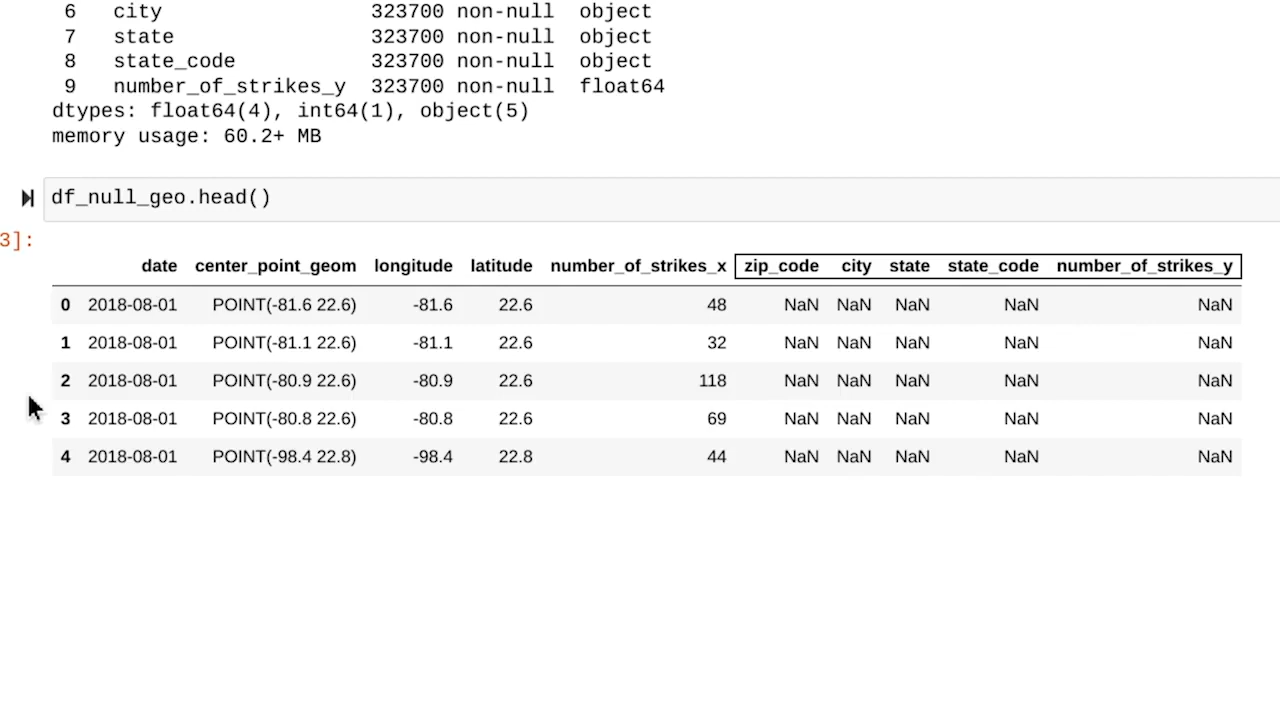 6 city 323700 non-null object
7 state 323700 non-null object
8 state_code 323700 non-null object
9 number_of_strikes_y 323700 non-null float64
dtypes: float64(4), int64(1), object(5)
memory usage: 60.2+ MB
df_null_geo.head()
3]:
date center_point_geom longitude latitude number_of_strikes_x zip_code city state state_code number_of_strikes_y
0 2018-08-01 POINT(-81.6 22.6) -81.6 22.6 48 NaN NaN NaN NaN NaN
1 2018-08-01 POINT(-81.1 22.6) -81.1 22.6 32 NaN NaN NaN NaN NaN
2 2018-08-01 POINT(-80.9 22.6) -80.9 22.6 118 NaN NaN NaN NaN NaN
3 2018-08-01 POINT(-80.8 22.6) -80.8 22.6 69 NaN NaN NaN NaN NaN
4 2018-08-01 POINT(-98.4 22.8) -98.4 22.8 44 NaN NaN NaN NaN NaN